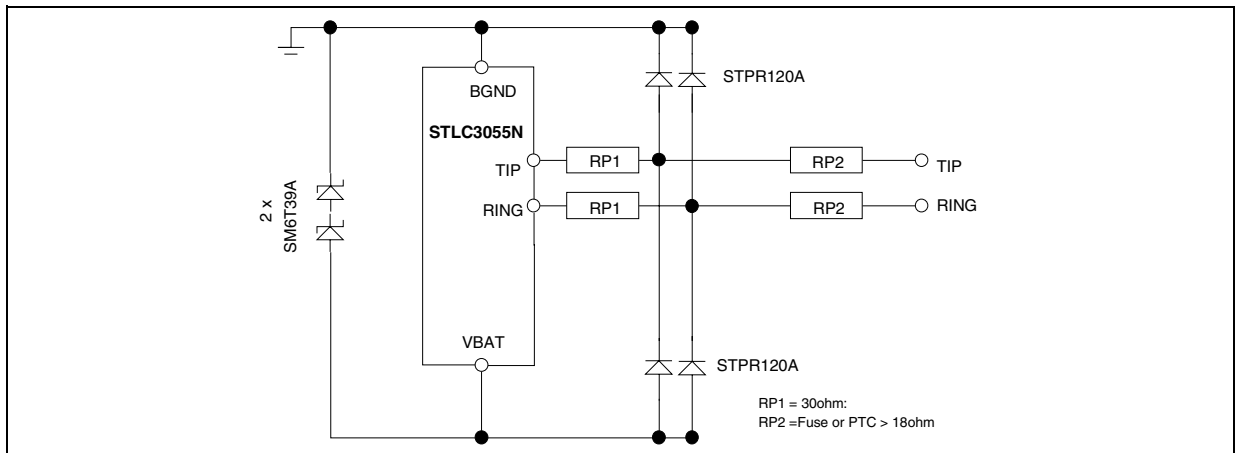 BGND
STPR120A
STLC3055N
TIP
RP1
RP2
TIP
RING
RP1
RP2
RING
2 x
SM6T39A
VBAT
STPR120A
RP1 = 30ohm:
RP2 =Fuse or PTC > 18ohm